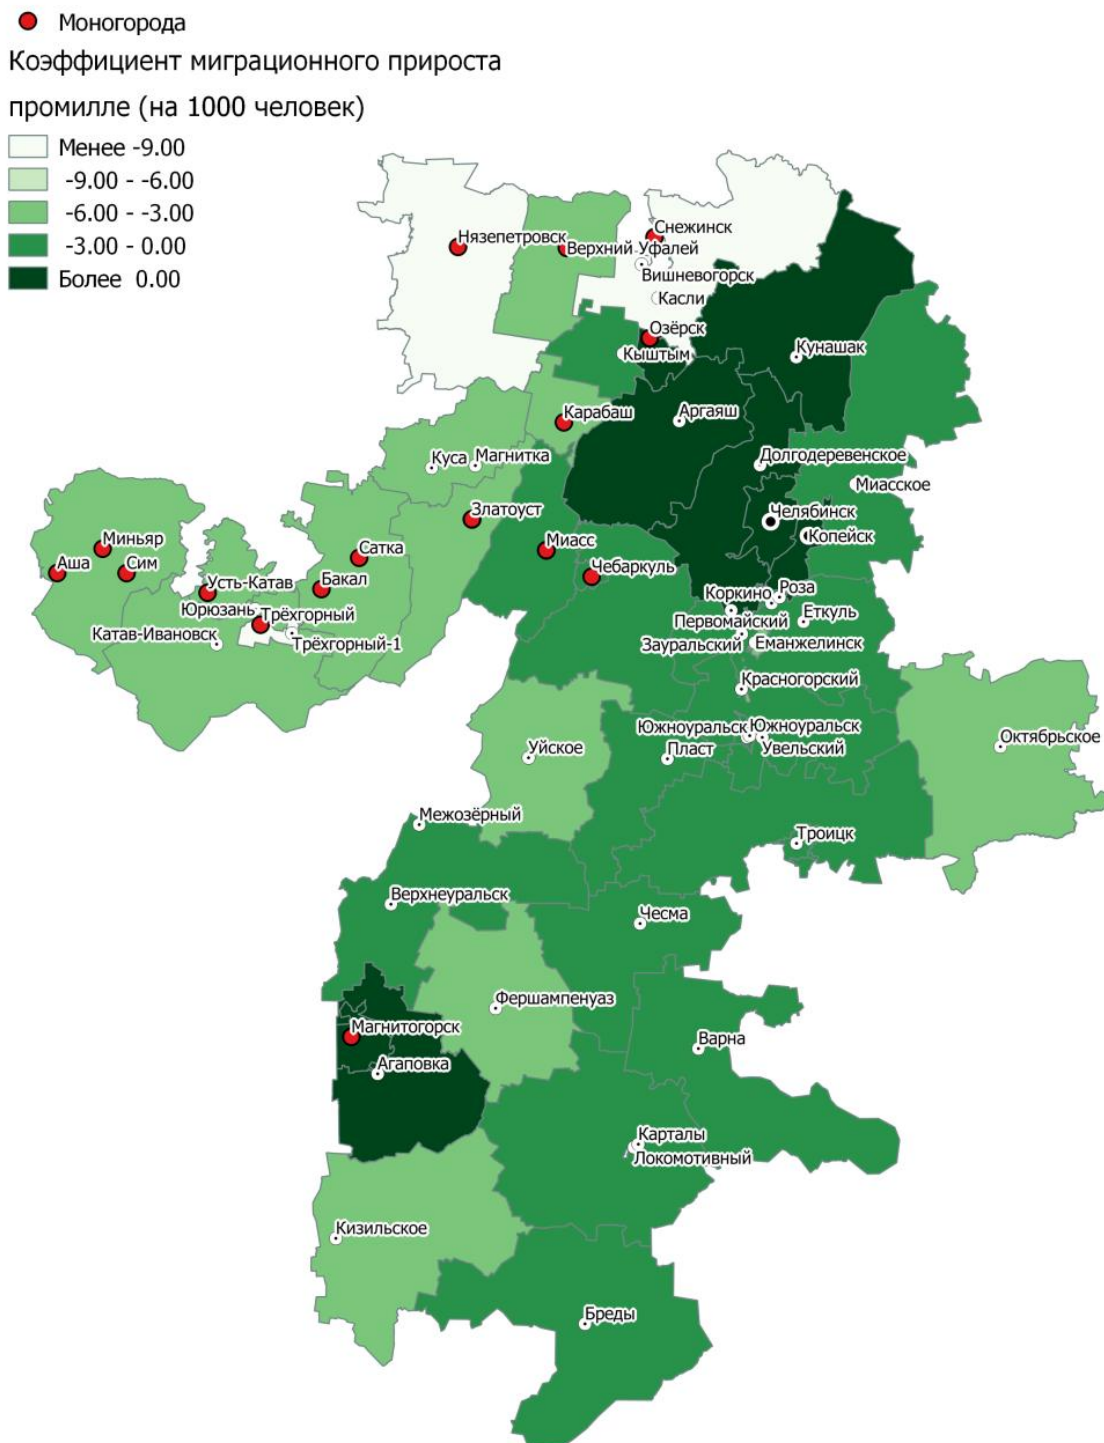 Моногорода
Коэффициент миграционного прироста
промилле (на 1000 человек)
Менее -9.00
-9.00 - -6.00
-6.00 - -3.00
-3.00 - 0.00
Более 0.00
Снежинск
Нязепетровск
Верхний Уфалей
Вишневогорск
Касли
Озёрск
Кыштым
Кунашак
Карабаш
Аргаяш
Куса
Магнитка
Долгодеревенское
Миасское
Златоуст
Челябинск
Миньяр
Сатка
Миасс
Копейск
Аша
Сим
Усть-Катав
Бакал
Чебаркуль
Роза
Коркино
Юрюзань
Трёхгорный
Первомайский
Еткуль
Катав-Ивановск
Трёхгорный-1
Зауральский
Еманжелинск
Красногорский
Южноуральск
Южноуральск
Октябрьское
Уйское
Пласт
Увельский
Межозёрный
Троицк
Верхнеуральск
Чесма
Фершампенуаз
Магнитогорск
Варна
Агаповка
Карталы
Локомотивный
Кизильское
Бреды